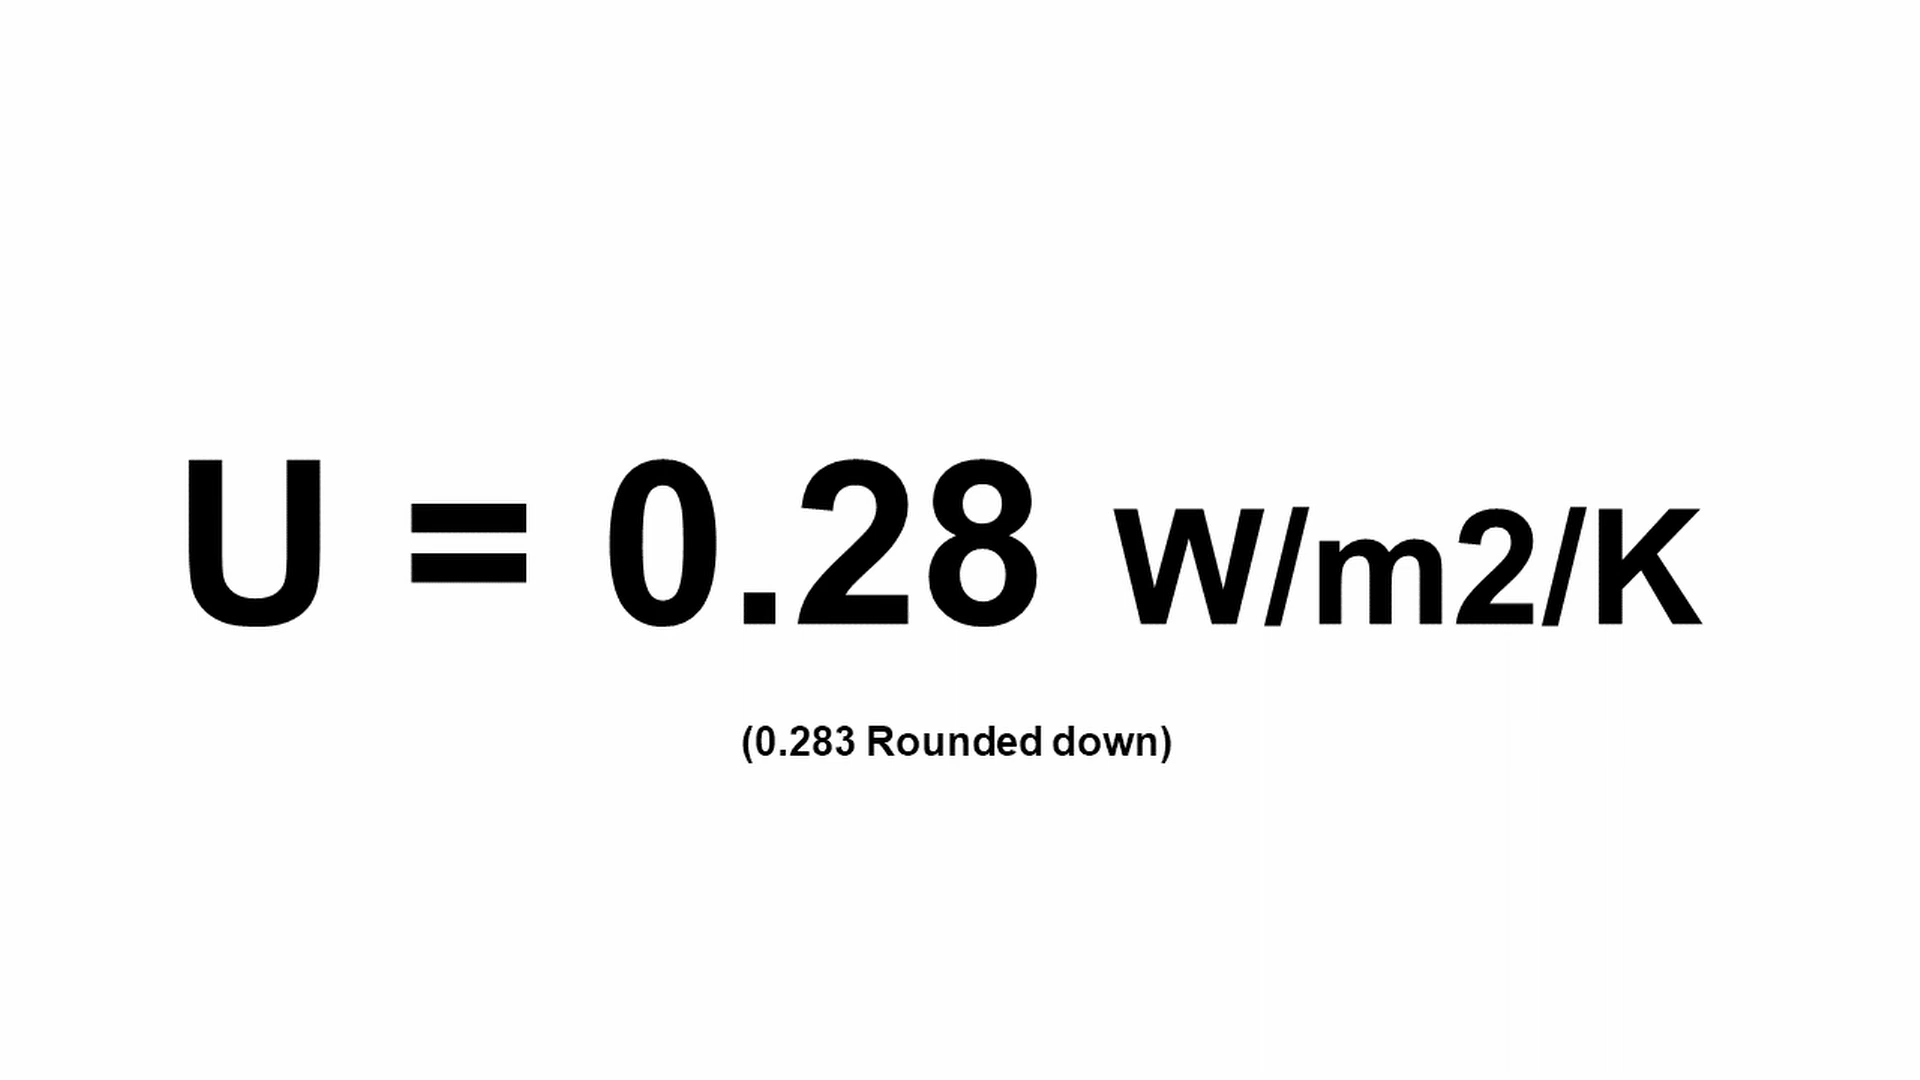 U = 0.28 W/m2/K
(0.283 Rounded down)